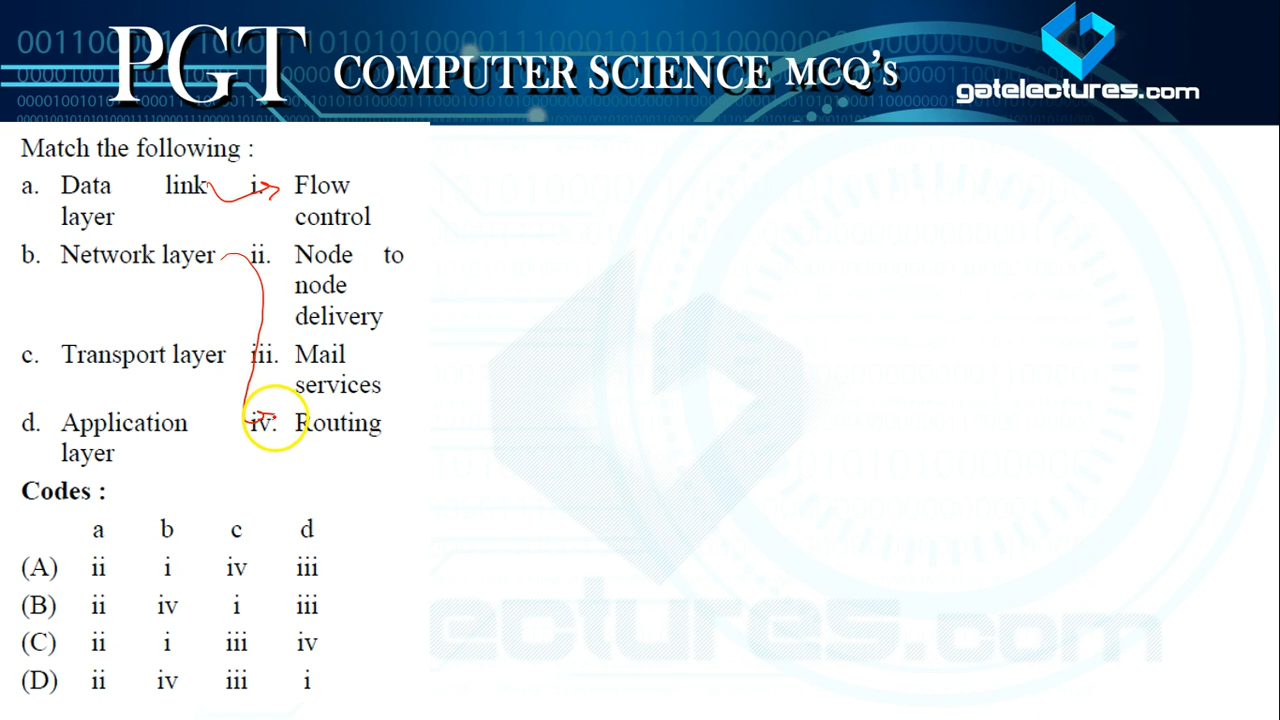 PGT COMPUTER SCIENCE MCQ's
gatelectures.com
Match the following :
a. Data link layer i. Flow control
b. Network layer ii. Node to node delivery
c. Transport layer iii. Mail services
d. Application layer iv. Routing
Codes :
a b c d
(A) ii i iv iii
(B) ii iv i iii
(C) ii i iii iv
(D) ii iv iii i
ectures.com